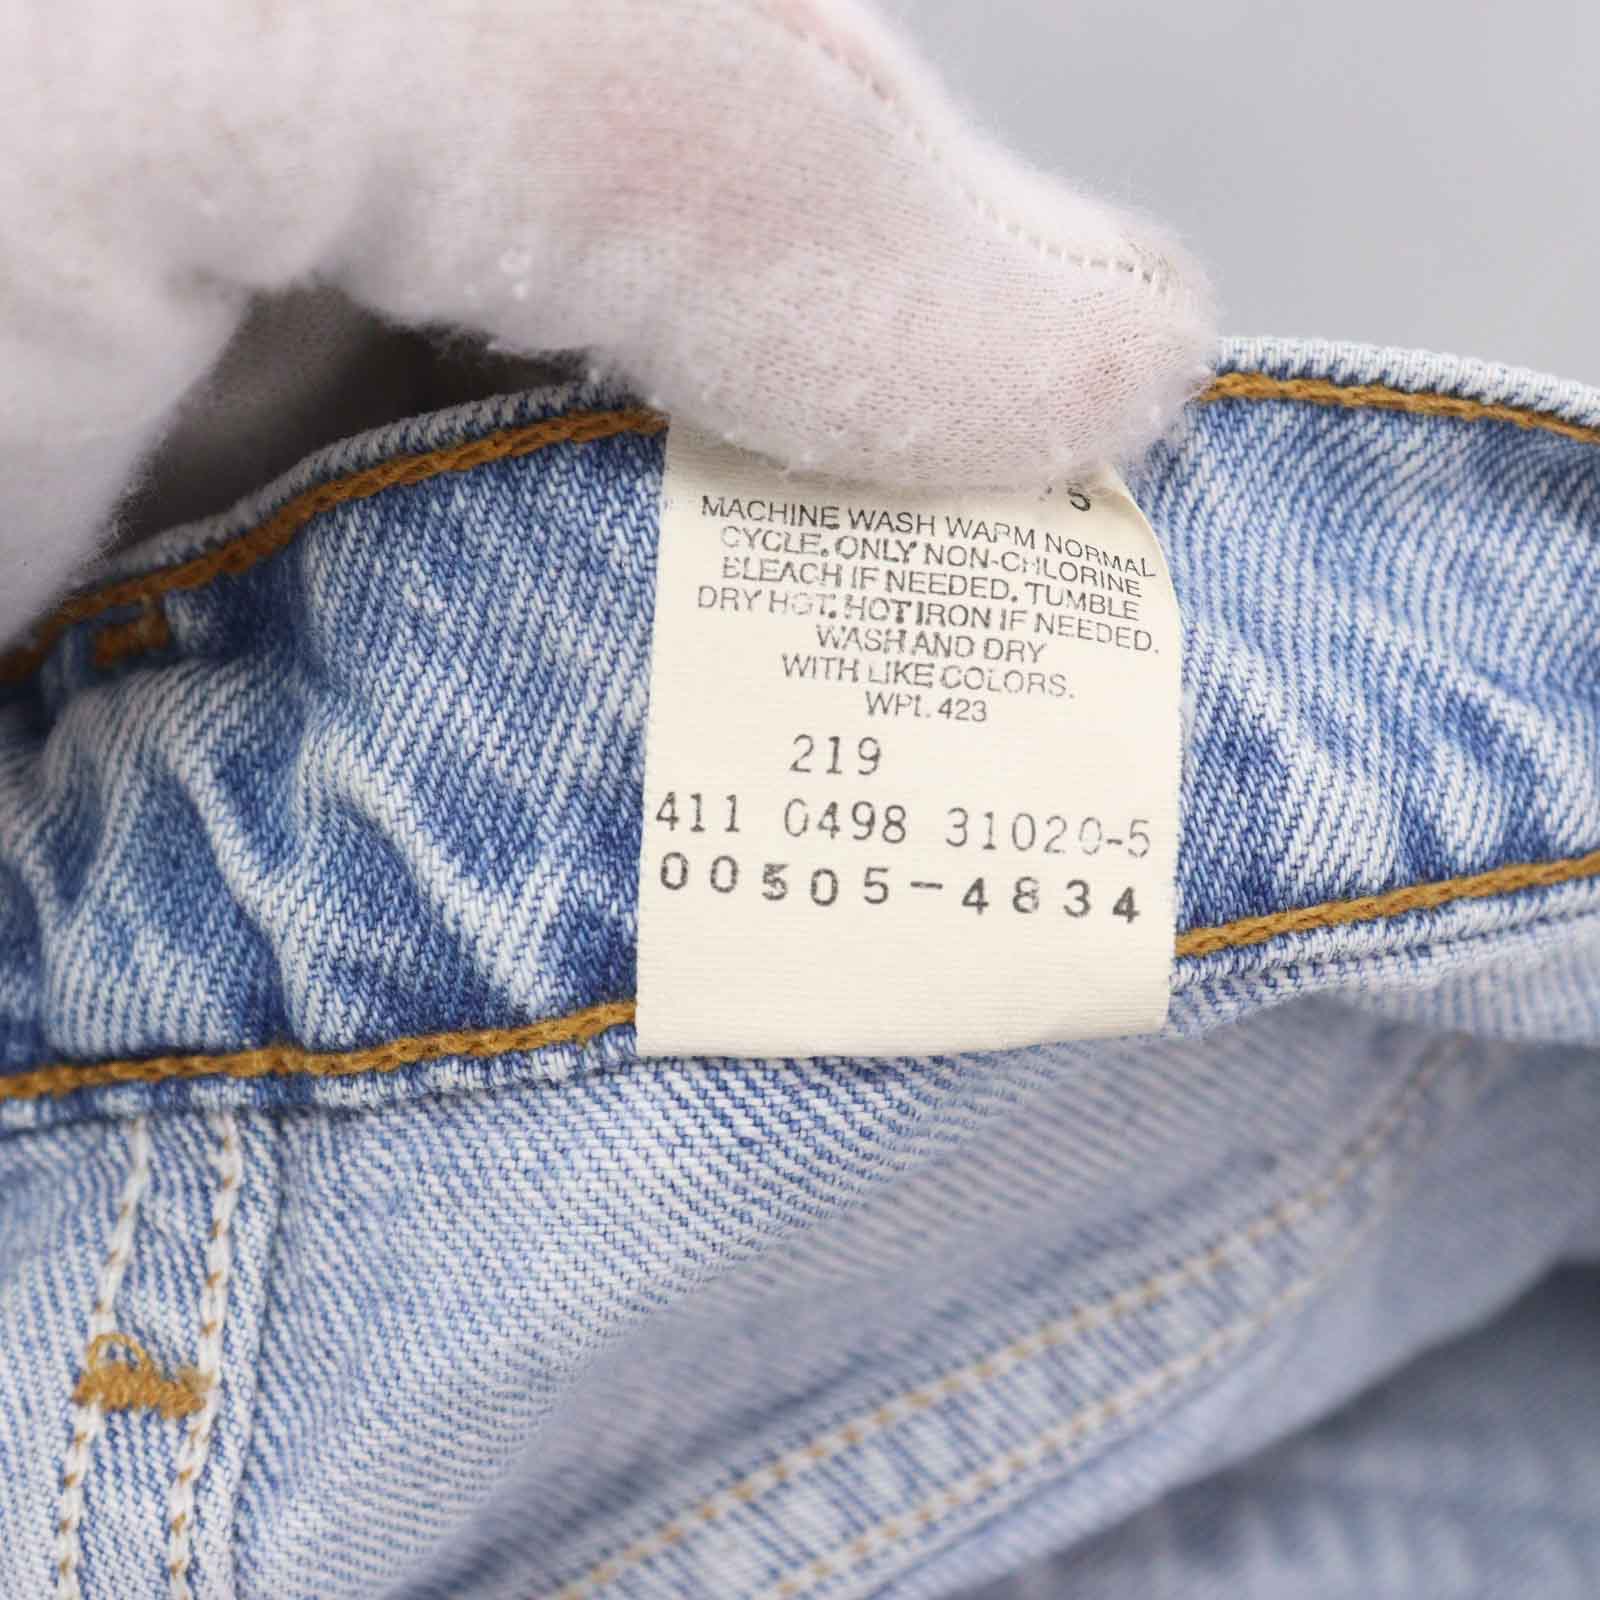 MACHINE WASH WARM NORMAL
CYCLE. ONLY NON-CHLORINE
BLEACH IF NEEDED. TUMBLE
DRY HOT. HOT IRON IF NEEDED.
WASH AND DRY
WITH LIKE COLORS.
WPL 423
219
411 0498 31020-5
00505-4834